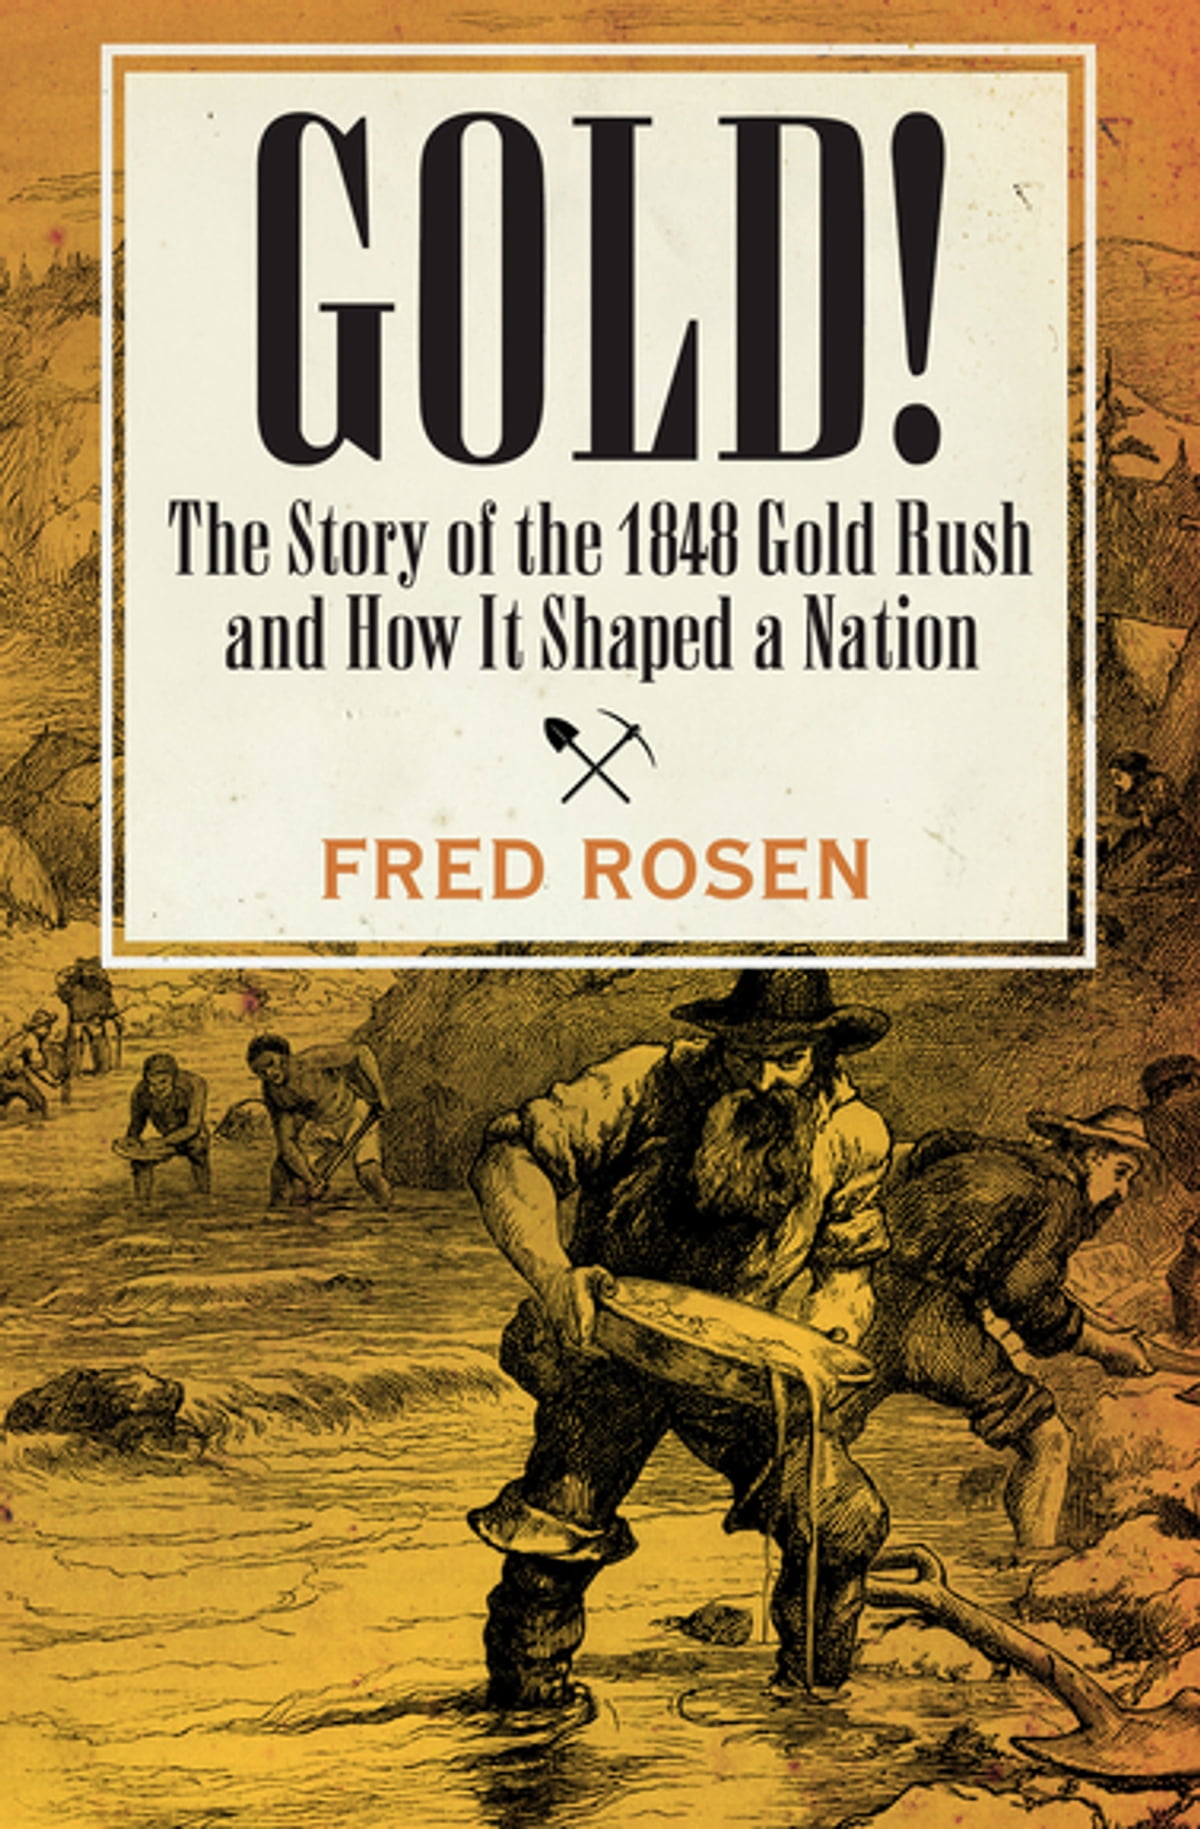 GOLD!
The Story of the 1848 Gold Rush
and How It Shaped a Nation
FRED ROSEN